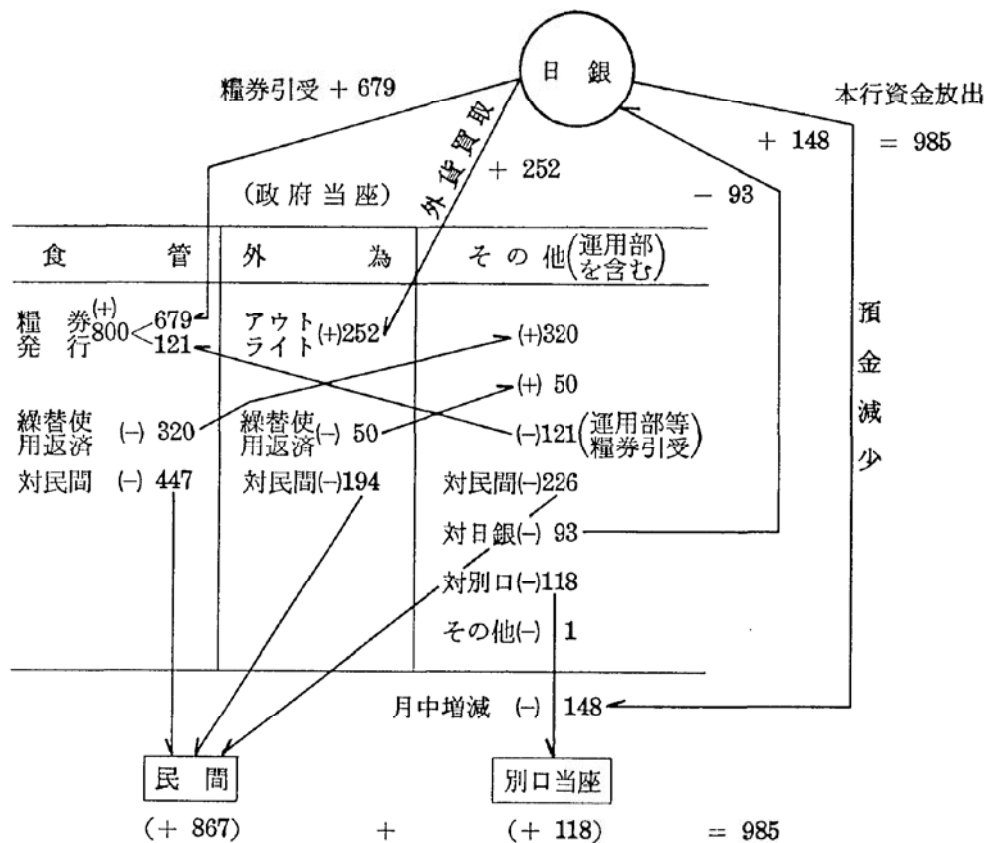 日銀
糧券引受 + 679
本行資金放出
+ 148 = 985
外貨買取
+ 252
− 93
(政府当座)
食管 外為 その他(運用部を含む)
糧券発行 (+)800 679 121
アウトライト (+)252
(+)320
(+) 50
繰替使用返済 (−) 320
繰替使用返済 (−) 50
(−)121(運用部等糧券引受)
対民間 (−) 447
対民間(−)194
対民間(−)226
対日銀(−) 93
対別口(−)118
その他(−) 1
預金減少
月中増減 (−) 148
民間
別口当座
(+ 867) + (+ 118) = 985